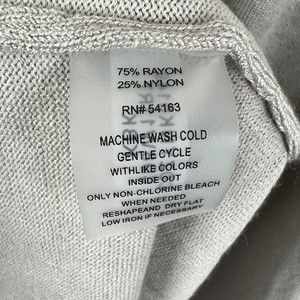 75% RAYON
25% NYLON
RN# 54163
MACHINE WASH COLD
GENTLE CYCLE
WITHLIKE COLORS
INSIDE OUT
ONLY NON-CHLORINE BLEACH
WHEN NEEDED
RESHAPEAND DRY FLAT
LOW IRON IF NECESSARY